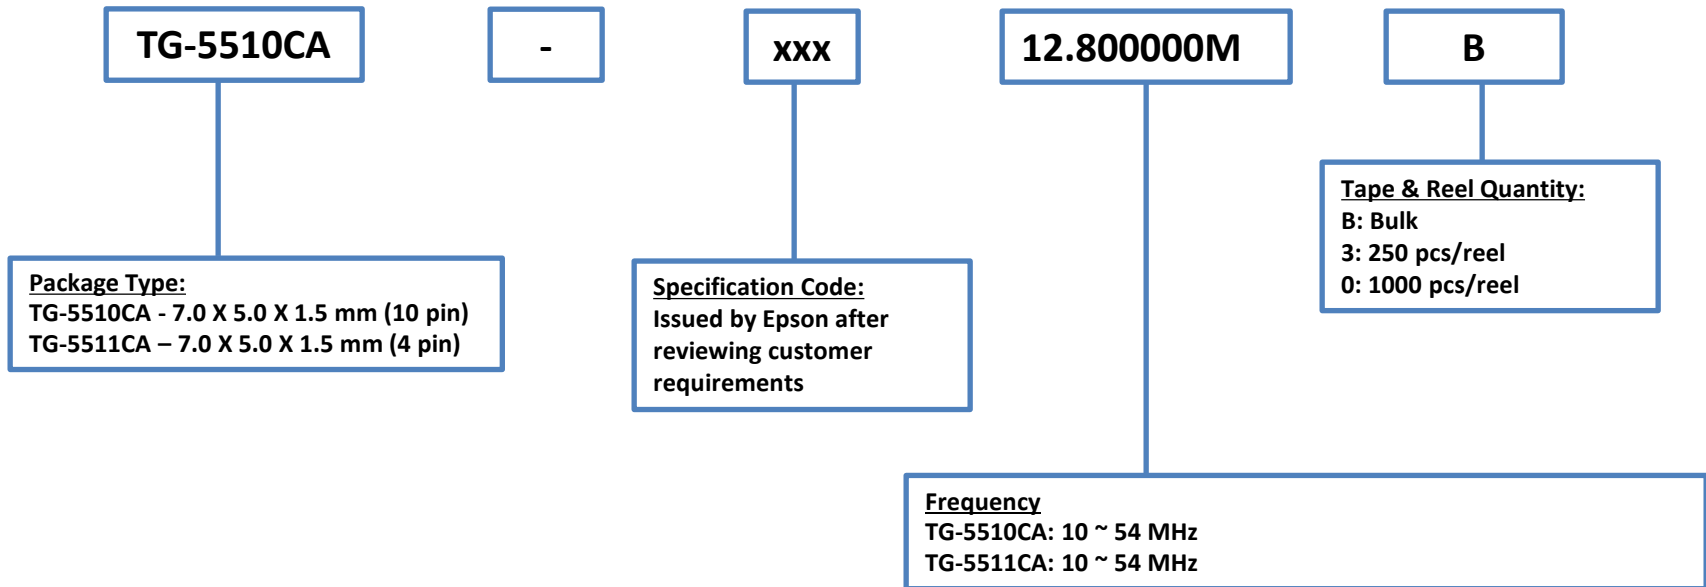 TG-5510CA - xxx 12.800000M B
Package Type:
TG-5510CA - 7.0 X 5.0 X 1.5 mm (10 pin)
TG-5511CA – 7.0 X 5.0 X 1.5 mm (4 pin)
Specification Code:
Issued by Epson after
reviewing customer
requirements
Tape & Reel Quantity:
B: Bulk
3: 250 pcs/reel
0: 1000 pcs/reel
Frequency
TG-5510CA: 10 ~ 54 MHz
TG-5511CA: 10 ~ 54 MHz